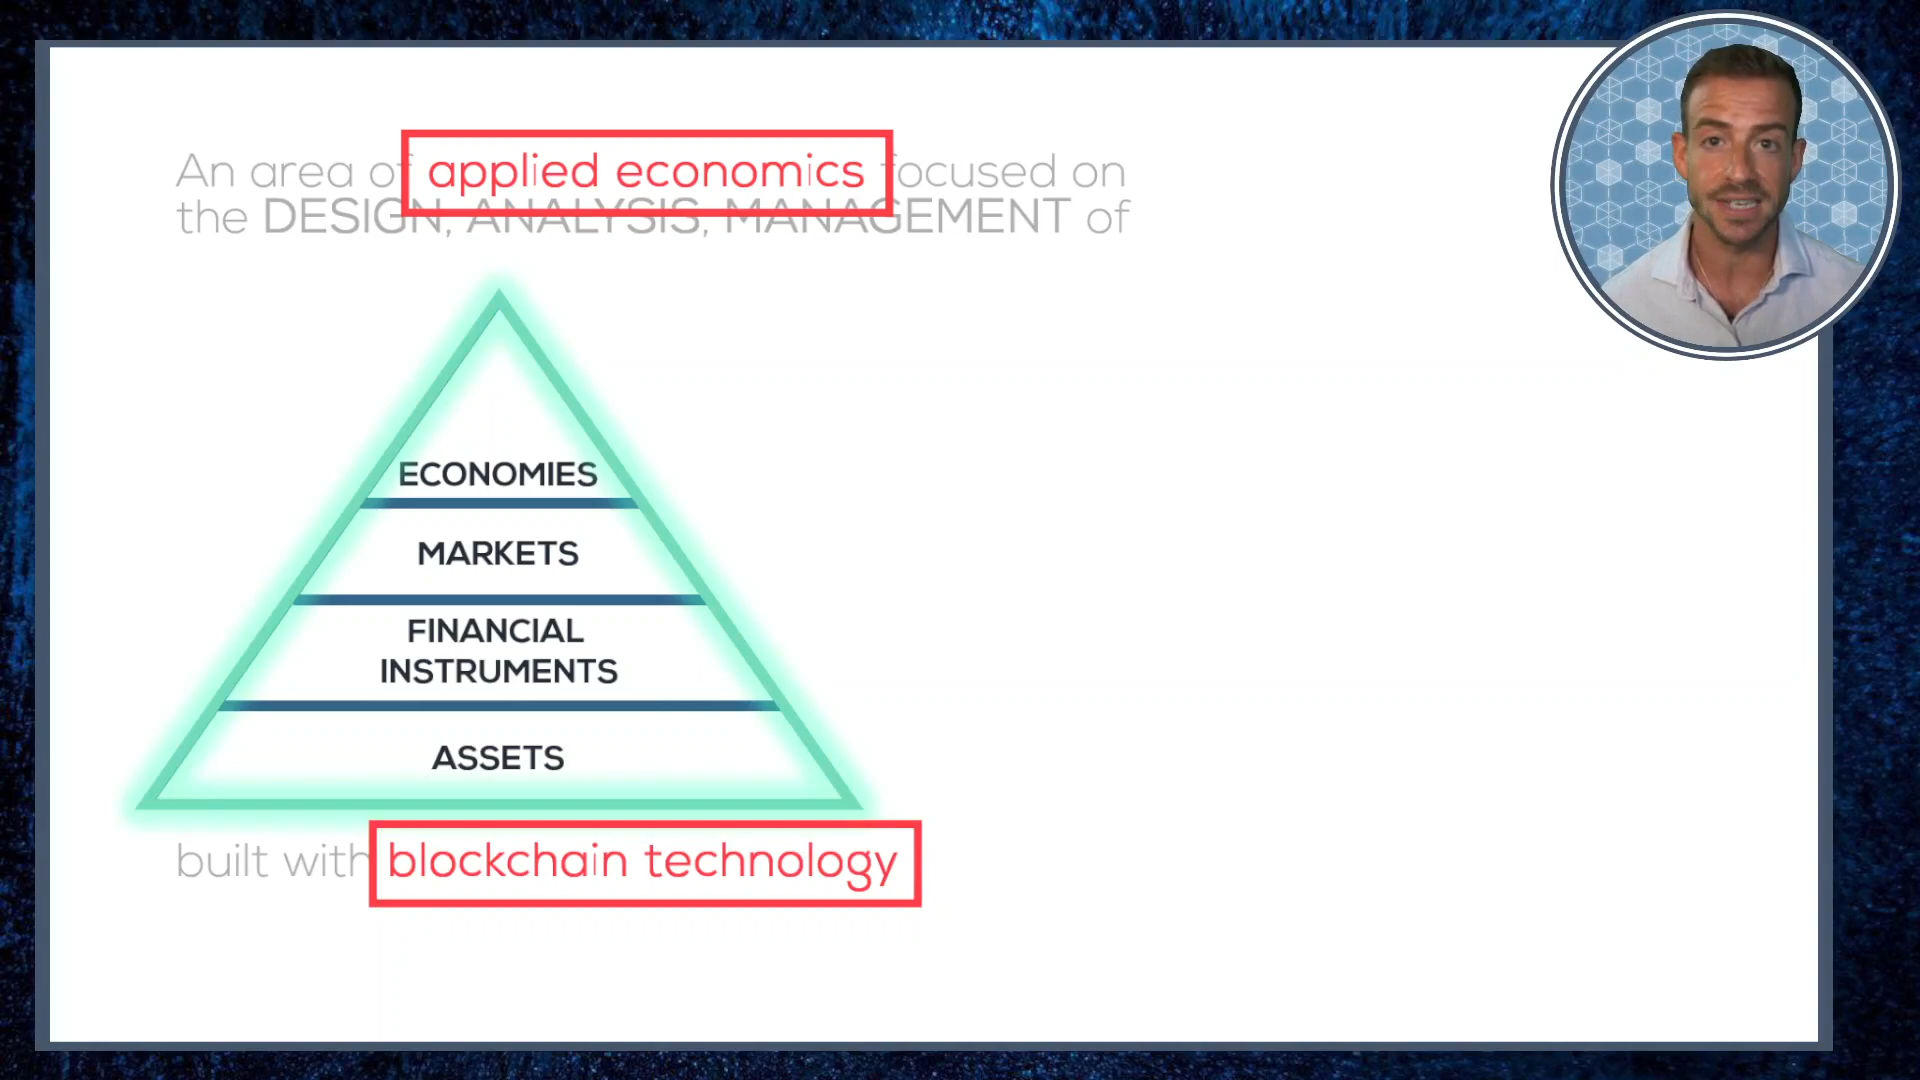 An area of applied economics focused on
the DESIGN, ANALYSIS, MANAGEMENT of
ECONOMIES
MARKETS
FINANCIAL
INSTRUMENTS
ASSETS
built with blockchain technology